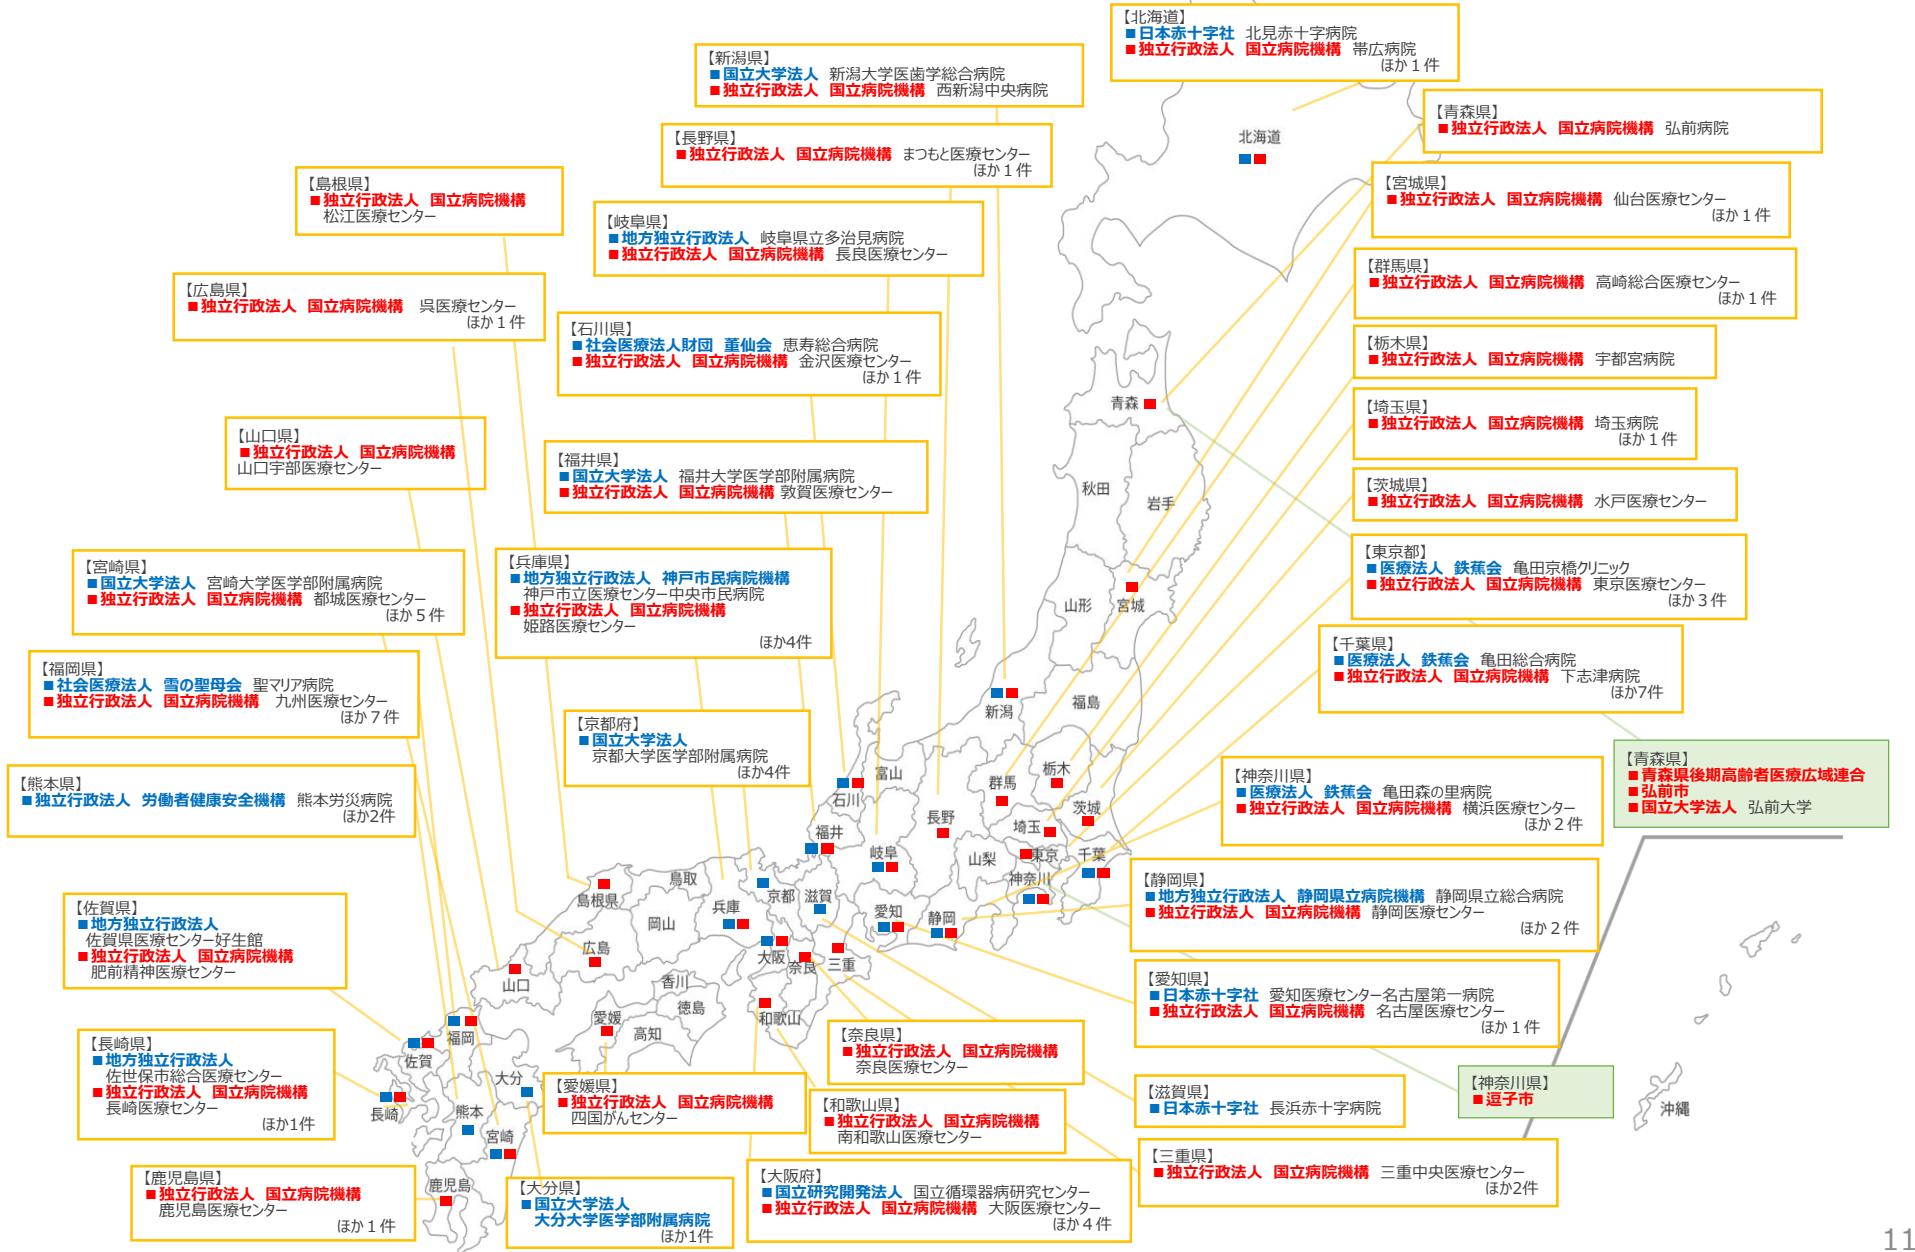 【北海道】
■日本赤十字社 北見赤十字病院
■独立行政法人 国立病院機構 帯広病院
ほか１件
【新潟県】
■国立大学法人 新潟大学医歯学総合病院
■独立行政法人 国立病院機構 西新潟中央病院
【青森県】
■独立行政法人 国立病院機構 弘前病院
【長野県】
■独立行政法人 国立病院機構 まつもと医療センター
ほか１件
【島根県】
■独立行政法人 国立病院機構
松江医療センター
【宮城県】
■独立行政法人 国立病院機構 仙台医療センター
ほか１件
【岐阜県】
■地方独立行政法人 岐阜県立多治見病院
■独立行政法人 国立病院機構 長良医療センター
【群馬県】
■独立行政法人 国立病院機構 高崎総合医療センター
ほか１件
【広島県】
■独立行政法人 国立病院機構 呉医療センター
ほか１件
【石川県】
■社会医療法人財団 董仙会 恵寿総合病院
■独立行政法人 国立病院機構 金沢医療センター
ほか１件
【栃木県】
■独立行政法人 国立病院機構 宇都宮病院
【埼玉県】
■独立行政法人 国立病院機構 埼玉病院
ほか１件
【山口県】
■独立行政法人 国立病院機構
山口宇部医療センター
【福井県】
■国立大学法人 福井大学医学部附属病院
■独立行政法人 国立病院機構 敦賀医療センター
【茨城県】
■独立行政法人 国立病院機構 水戸医療センター
【宮崎県】
■国立大学法人 宮崎大学医学部附属病院
■独立行政法人 国立病院機構 都城医療センター
ほか５件
【兵庫県】
■地方独立行政法人 神戸市民病院機構
神戸市立医療センター中央市民病院
■独立行政法人 国立病院機構
姫路医療センター
ほか4件
【東京都】
■医療法人 鉄蕉会 亀田京橋クリニック
■独立行政法人 国立病院機構 東京医療センター
ほか３件
【千葉県】
■医療法人 鉄蕉会 亀田総合病院
■独立行政法人 国立病院機構 下志津病院
ほか7件
【福岡県】
■社会医療法人 雪の聖母会 聖マリア病院
■独立行政法人 国立病院機構 九州医療センター
ほか７件
【京都府】
■国立大学法人
京都大学医学部附属病院
ほか4件
【青森県】
■青森県後期高齢者医療広域連合
■弘前市
■国立大学法人 弘前大学
【熊本県】
■独立行政法人 労働者健康安全機構 熊本労災病院
ほか2件
【神奈川県】
■医療法人 鉄蕉会 亀田森の里病院
■独立行政法人 国立病院機構 横浜医療センター
ほか２件
【静岡県】
■地方独立行政法人 静岡県立病院機構 静岡県立総合病院
■独立行政法人 国立病院機構 静岡医療センター
ほか２件
【佐賀県】
■地方独立行政法人
佐賀県医療センター好生館
■独立行政法人 国立病院機構
肥前精神医療センター
【愛知県】
■日本赤十字社 愛知医療センター名古屋第一病院
■独立行政法人 国立病院機構 名古屋医療センター
ほか１件
【長崎県】
■地方独立行政法人
佐世保市総合医療センター
■独立行政法人 国立病院機構
長崎医療センター
ほか1件
【奈良県】
■独立行政法人 国立病院機構
奈良医療センター
【愛媛県】
■独立行政法人 国立病院機構
四国がんセンター
【和歌山県】
■独立行政法人 国立病院機構
南和歌山医療センター
【滋賀県】
■日本赤十字社 長浜赤十字病院
【神奈川県】
■逗子市
【三重県】
■独立行政法人 国立病院機構 三重中央医療センター
ほか2件
【鹿児島県】
■独立行政法人 国立病院機構
鹿児島医療センター
ほか１件
【大分県】
■国立大学法人
大分大学医学部附属病院
ほか1件
【大阪府】
■国立研究開発法人 国立循環器病研究センター
■独立行政法人 国立病院機構 大阪医療センター
ほか４件
北海道
青森
秋田
岩手
山形
宮城
新潟
福島
富山
石川
群馬
栃木
茨城
長野
埼玉
福井
岐阜
山梨
東京
千葉
神奈川
鳥取
島根県
京都
滋賀
兵庫
岡山
愛知
静岡
広島
大阪
奈良
三重
山口
香川
徳島
和歌山
愛媛
高知
福岡
佐賀
大分
長崎
熊本
宮崎
鹿児島
沖縄
11